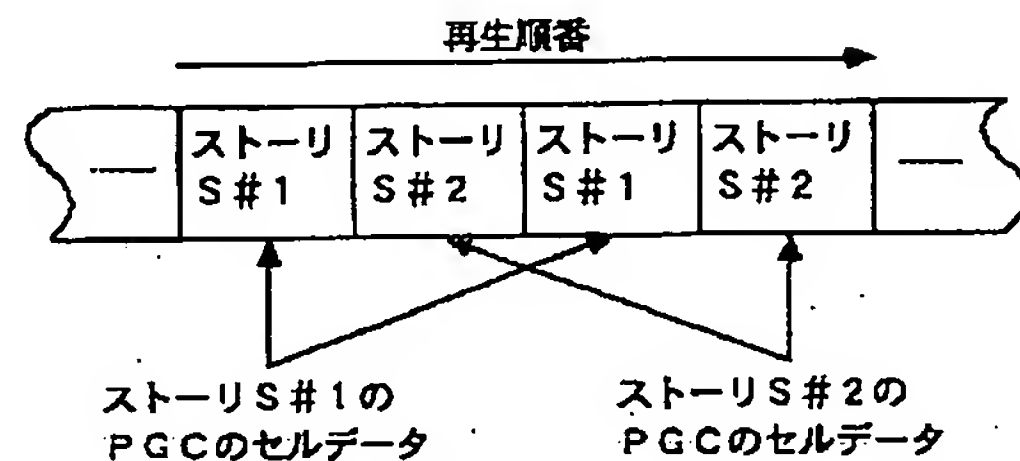 再生順番
ストーリ ストーリ ストーリ ストーリ
S#1 S#2 S#1 S#2
ストーリS#1の ストーリS#2の
PGCのセルデータ PGCのセルデータ